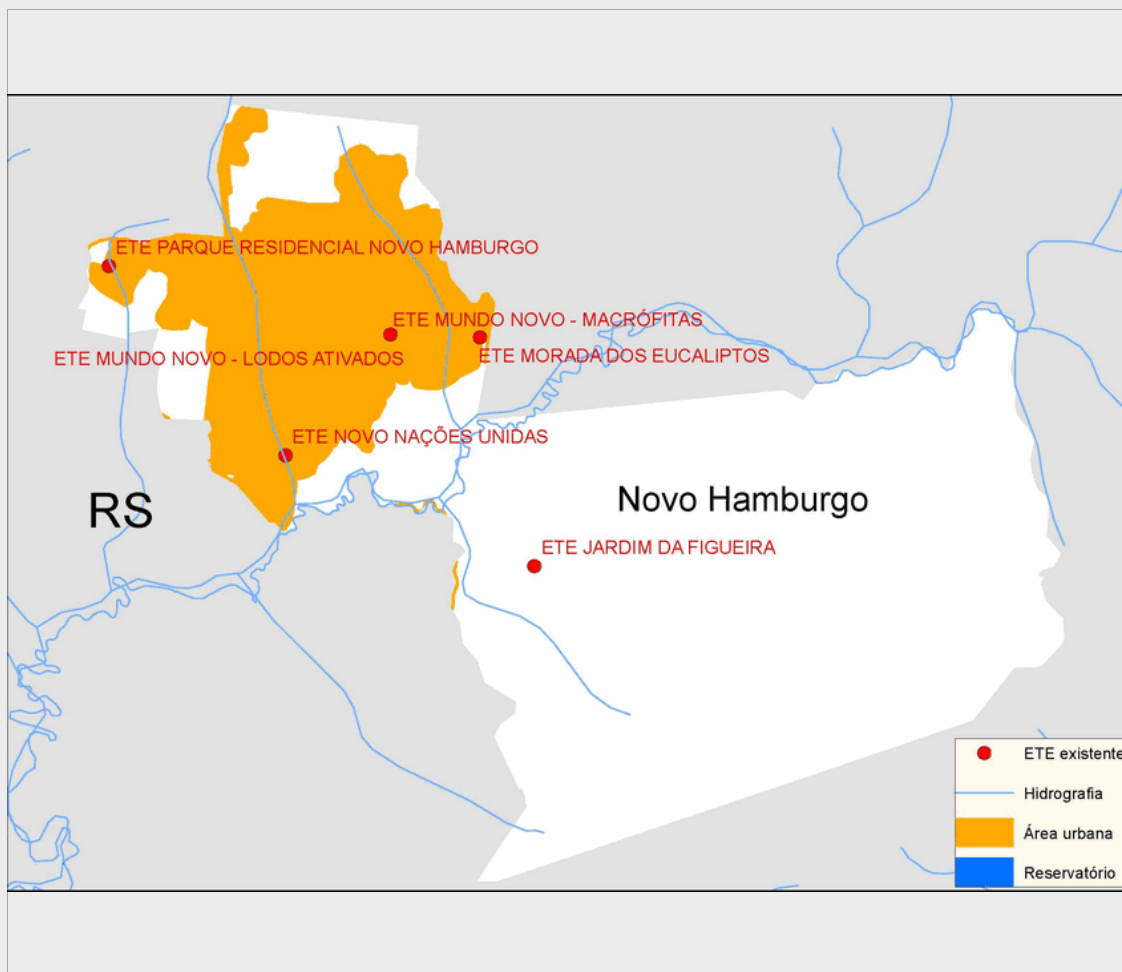 ETE PARQUE RESIDENCIAL NOVO HAMBURGO
ETE MUNDO NOVO - MACRÓFITAS
ETE MUNDO NOVO - LODOS ATIVADOS
ETE MORADA DOS EUCALIPTOS
ETE NOVO NAÇÕES UNIDAS
RS
Novo Hamburgo
ETE JARDIM DA FIGUEIRA
ETE existente
Hidrografia
Área urbana
Reservatório